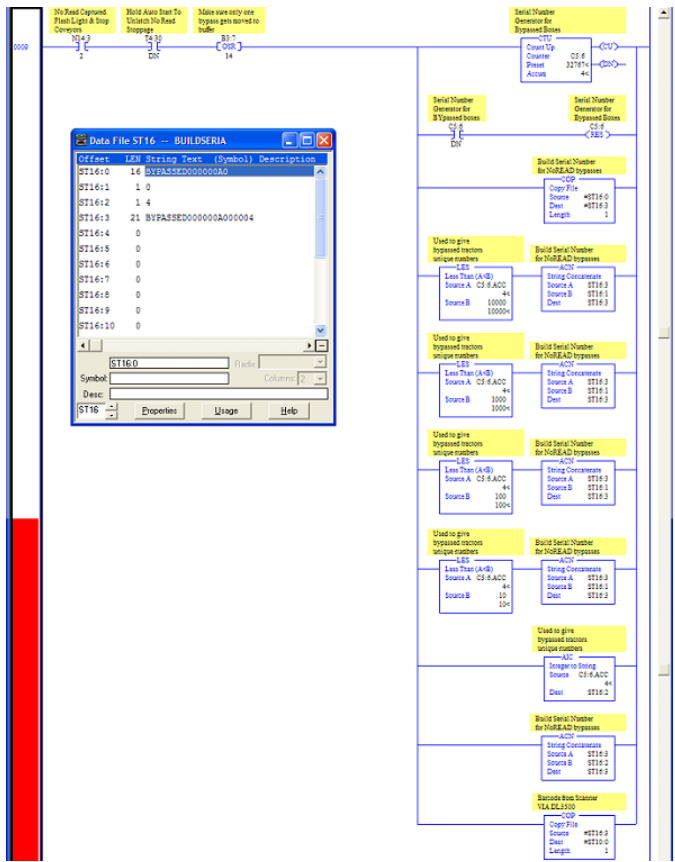 No Read Captured.
Flash Light & Stop
Coveyors
N14:3
2
Hold Auto Start To
Unlatch No Read
Stoppage
T4:30
DN
Make sure only one
bypass gets moved to
buffer
B3:7
OSR
14
0009
Serial Number
Generator for
Bypassed Boxes
CTU
Count Up
Counter C5:6
Preset 32767<
Accum 4<
CU
DN
Serial Number
Generator for
BYpassed boxes
C5:6
DN
Serial Number
Generator for
Bypassed Boxes
C5:6
RES
Build Serial Number
for NoREAD bypasses
COP
Copy File
Source #ST16:0
Dest #ST16:3
Length 1
Used to give
bypassed tractors
unique numbers
LES
Less Than (A<B)
Source A C5:6.ACC
4<
Source B 10000
10000<
Build Serial Number
for NoREAD bypasses
ACN
String Concatenate
Source A ST16:3
Source B ST16:1
Dest ST16:3
Used to give
bypassed tractors
unique numbers
LES
Less Than (A<B)
Source A C5:6.ACC
4<
Source B 1000
1000<
Build Serial Number
for NoREAD bypasses
ACN
String Concatenate
Source A ST16:3
Source B ST16:1
Dest ST16:3
Used to give
bypassed tractors
unique numbers
LES
Less Than (A<B)
Source A C5:6.ACC
4<
Source B 100
100<
Build Serial Number
for NoREAD bypasses
ACN
String Concatenate
Source A ST16:3
Source B ST16:1
Dest ST16:3
Used to give
bypassed tractors
unique numbers
LES
Less Than (A<B)
Source A C5:6.ACC
4<
Source B 10
10<
Build Serial Number
for NoREAD bypasses
ACN
String Concatenate
Source A ST16:3
Source B ST16:1
Dest ST16:3
Used to give
bypassed tractors
unique numbers
AIC
Integer to String
Source C5:6.ACC
4<
Dest ST16:2
Build Serial Number
for NoREAD bypasses
ACN
String Concatenate
Source A ST16:3
Source B ST16:2
Dest ST16:3
Barcode from Scanner
VIA DL3500
COP
Copy File
Source #ST16:3
Dest #ST10:0
Length 1
Data File ST16 -- BUILDSERIA
Offset LEN String Text (Symbol) Description
ST16:0 16 BYPASSED000000A0
ST16:1 1 0
ST16:2 1 4
ST16:3 21 BYPASSED000000A000004
ST16:4 0
ST16:5 0
ST16:6 0
ST16:7 0
ST16:8 0
ST16:9 0
ST16:10 0
ST16:0
Radix:
Symbol:
Columns: 2
Desc:
ST16
Properties
Usage
Help